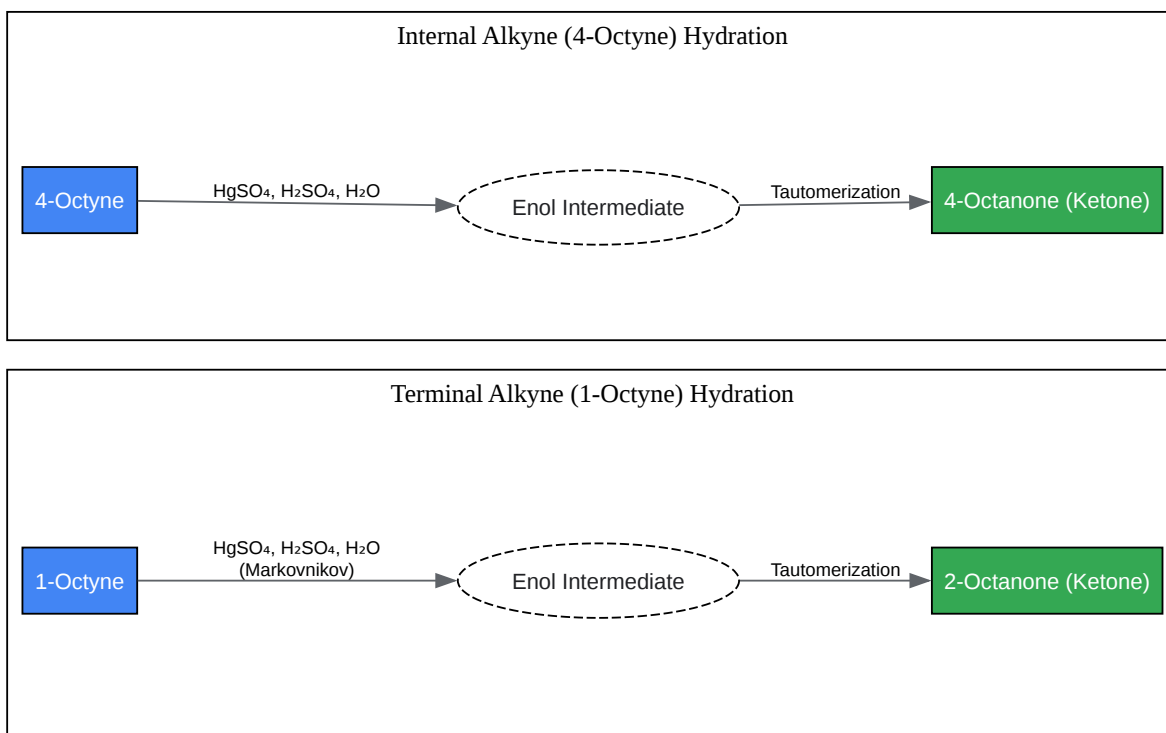 Internal Alkyne (4-Octyne) Hydration
4-Octyne
HgSO₄, H₂SO₄, H₂O
Enol Intermediate
Tautomerization
4-Octanone (Ketone)
Terminal Alkyne (1-Octyne) Hydration
1-Octyne
HgSO₄, H₂SO₄, H₂O
(Markovnikov)
Enol Intermediate
Tautomerization
2-Octanone (Ketone)